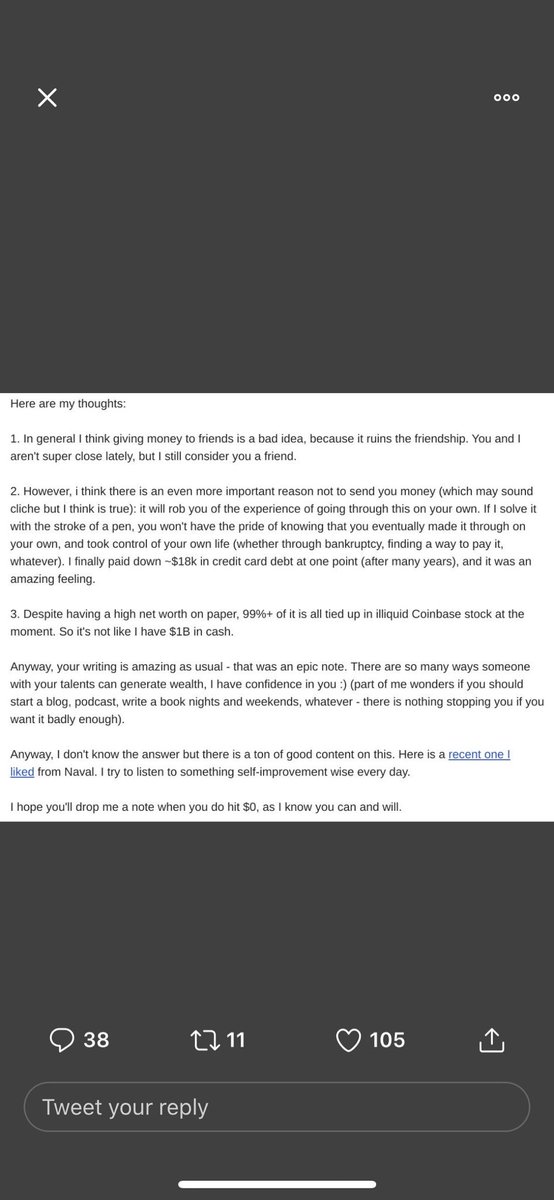 Here are my thoughts:
1. In general I think giving money to friends is a bad idea, because it ruins the friendship. You and I
aren't super close lately, but I still consider you a friend.
2. However, i think there is an even more important reason not to send you money (which may sound
cliche but I think is true): it will rob you of the experience of going through this on your own. If I solve it
with the stroke of a pen, you won't have the pride of knowing that you eventually made it through on
your own, and took control of your own life (whether through bankruptcy, finding a way to pay it,
whatever). I finally paid down ~$18k in credit card debt at one point (after many years), and it was an
amazing feeling.
3. Despite having a high net worth on paper, 99%+ of it is all tied up in illiquid Coinbase stock at the
moment. So it's not like I have $1B in cash.
Anyway, your writing is amazing as usual - that was an epic note. There are so many ways someone
with your talents can generate wealth, I have confidence in you :) (part of me wonders if you should
start a blog, podcast, write a book nights and weekends, whatever - there is nothing stopping you if you
want it badly enough).
Anyway, I don't know the answer but there is a ton of good content on this. Here is a recent one I
liked from Naval. I try to listen to something self-improvement wise every day.
I hope you'll drop me a note when you do hit $0, as I know you can and will.
38 11 105
Tweet your reply